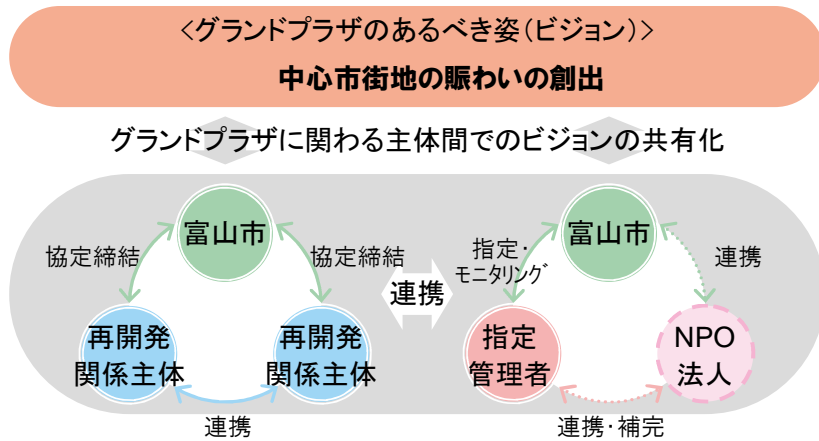 <グランドプラザのあるべき姿(ビジョン)>
中心市街地の賑わいの創出
グランドプラザに関わる主体間でのビジョンの共有化
富山市
協定締結
協定締結
再開発
関係主体
再開発
関係主体
連携
連携
富山市
指定・
モニタリング
連携
指定
管理者
NPO
法人
連携・補完